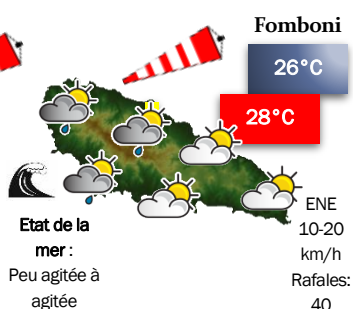 Fomboni
26°C
28°C
Etat de la
mer :
Peu agitée à
agitée
ENE
10-20
km/h
Rafales:
40